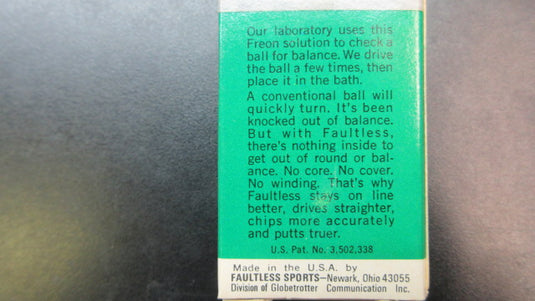 Our laboratory uses this
Freon solution to check a
ball for balance. We drive
the ball a few times, then
place it in the bath.
A conventional ball will
quickly turn. It's been
knocked out of balance.
But with Faultless,
there's nothing inside to
get out of round or bal-
ance. No core. No cover.
No winding. That's why
Faultless stays on line
better, drives straighter,
chips more accurately
and putts truer.
U.S. Pat. No. 3,502,338
Made in the U.S.A. by
FAULTLESS SPORTS—Newark, Ohio 43055
Division of Globetrotter Communication Inc.